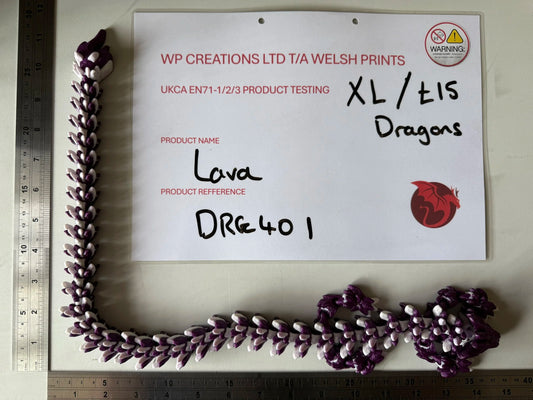 WP CREATIONS LTD T/A WELSH PRINTS
UKCA EN71-1/2/3 PRODUCT TESTING
XL / £15
Dragons
WARNING:
PRODUCT NAME
Lava
PRODUCT REFFERENCE
DRG401